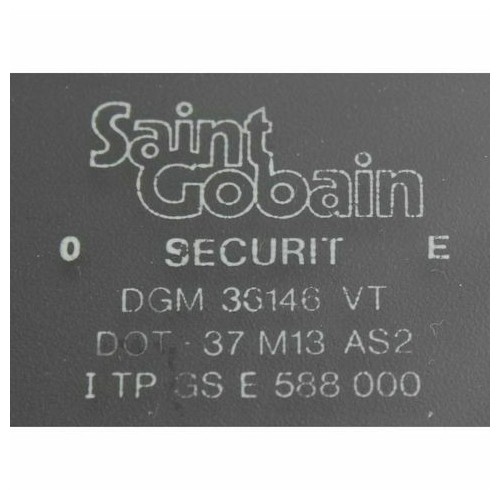 Saint
Gobain
0 SECURIT E
DGM 36146 VT
DOT - 37 M13 AS2
I TP GS E 588 000